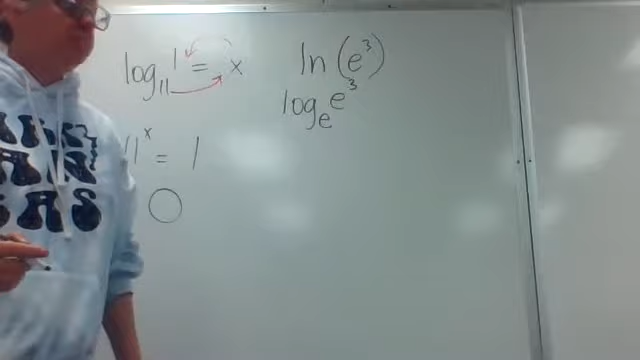 log₁₁ 1 = x
11ˣ = 1
0
ln (e³)
logₑ e³